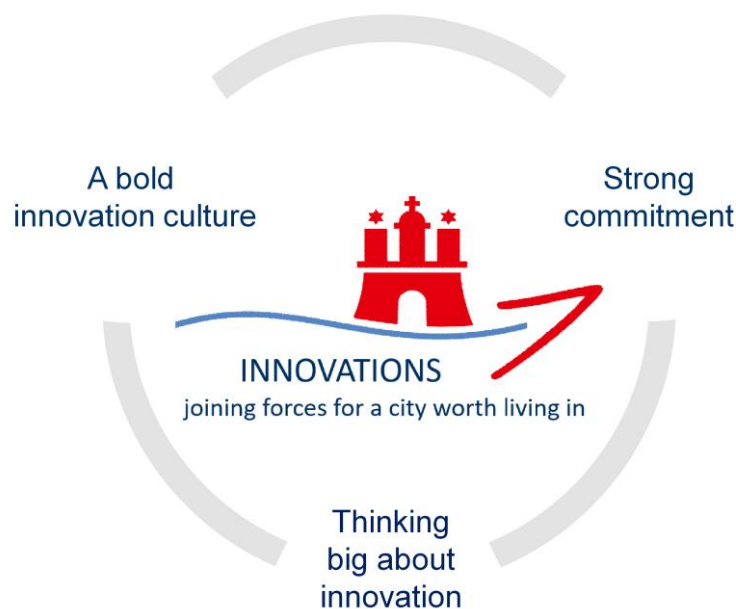 A bold
innovation culture
Strong
commitment
INNOVATIONS
joining forces for a city worth living in
Thinking
big about
innovation